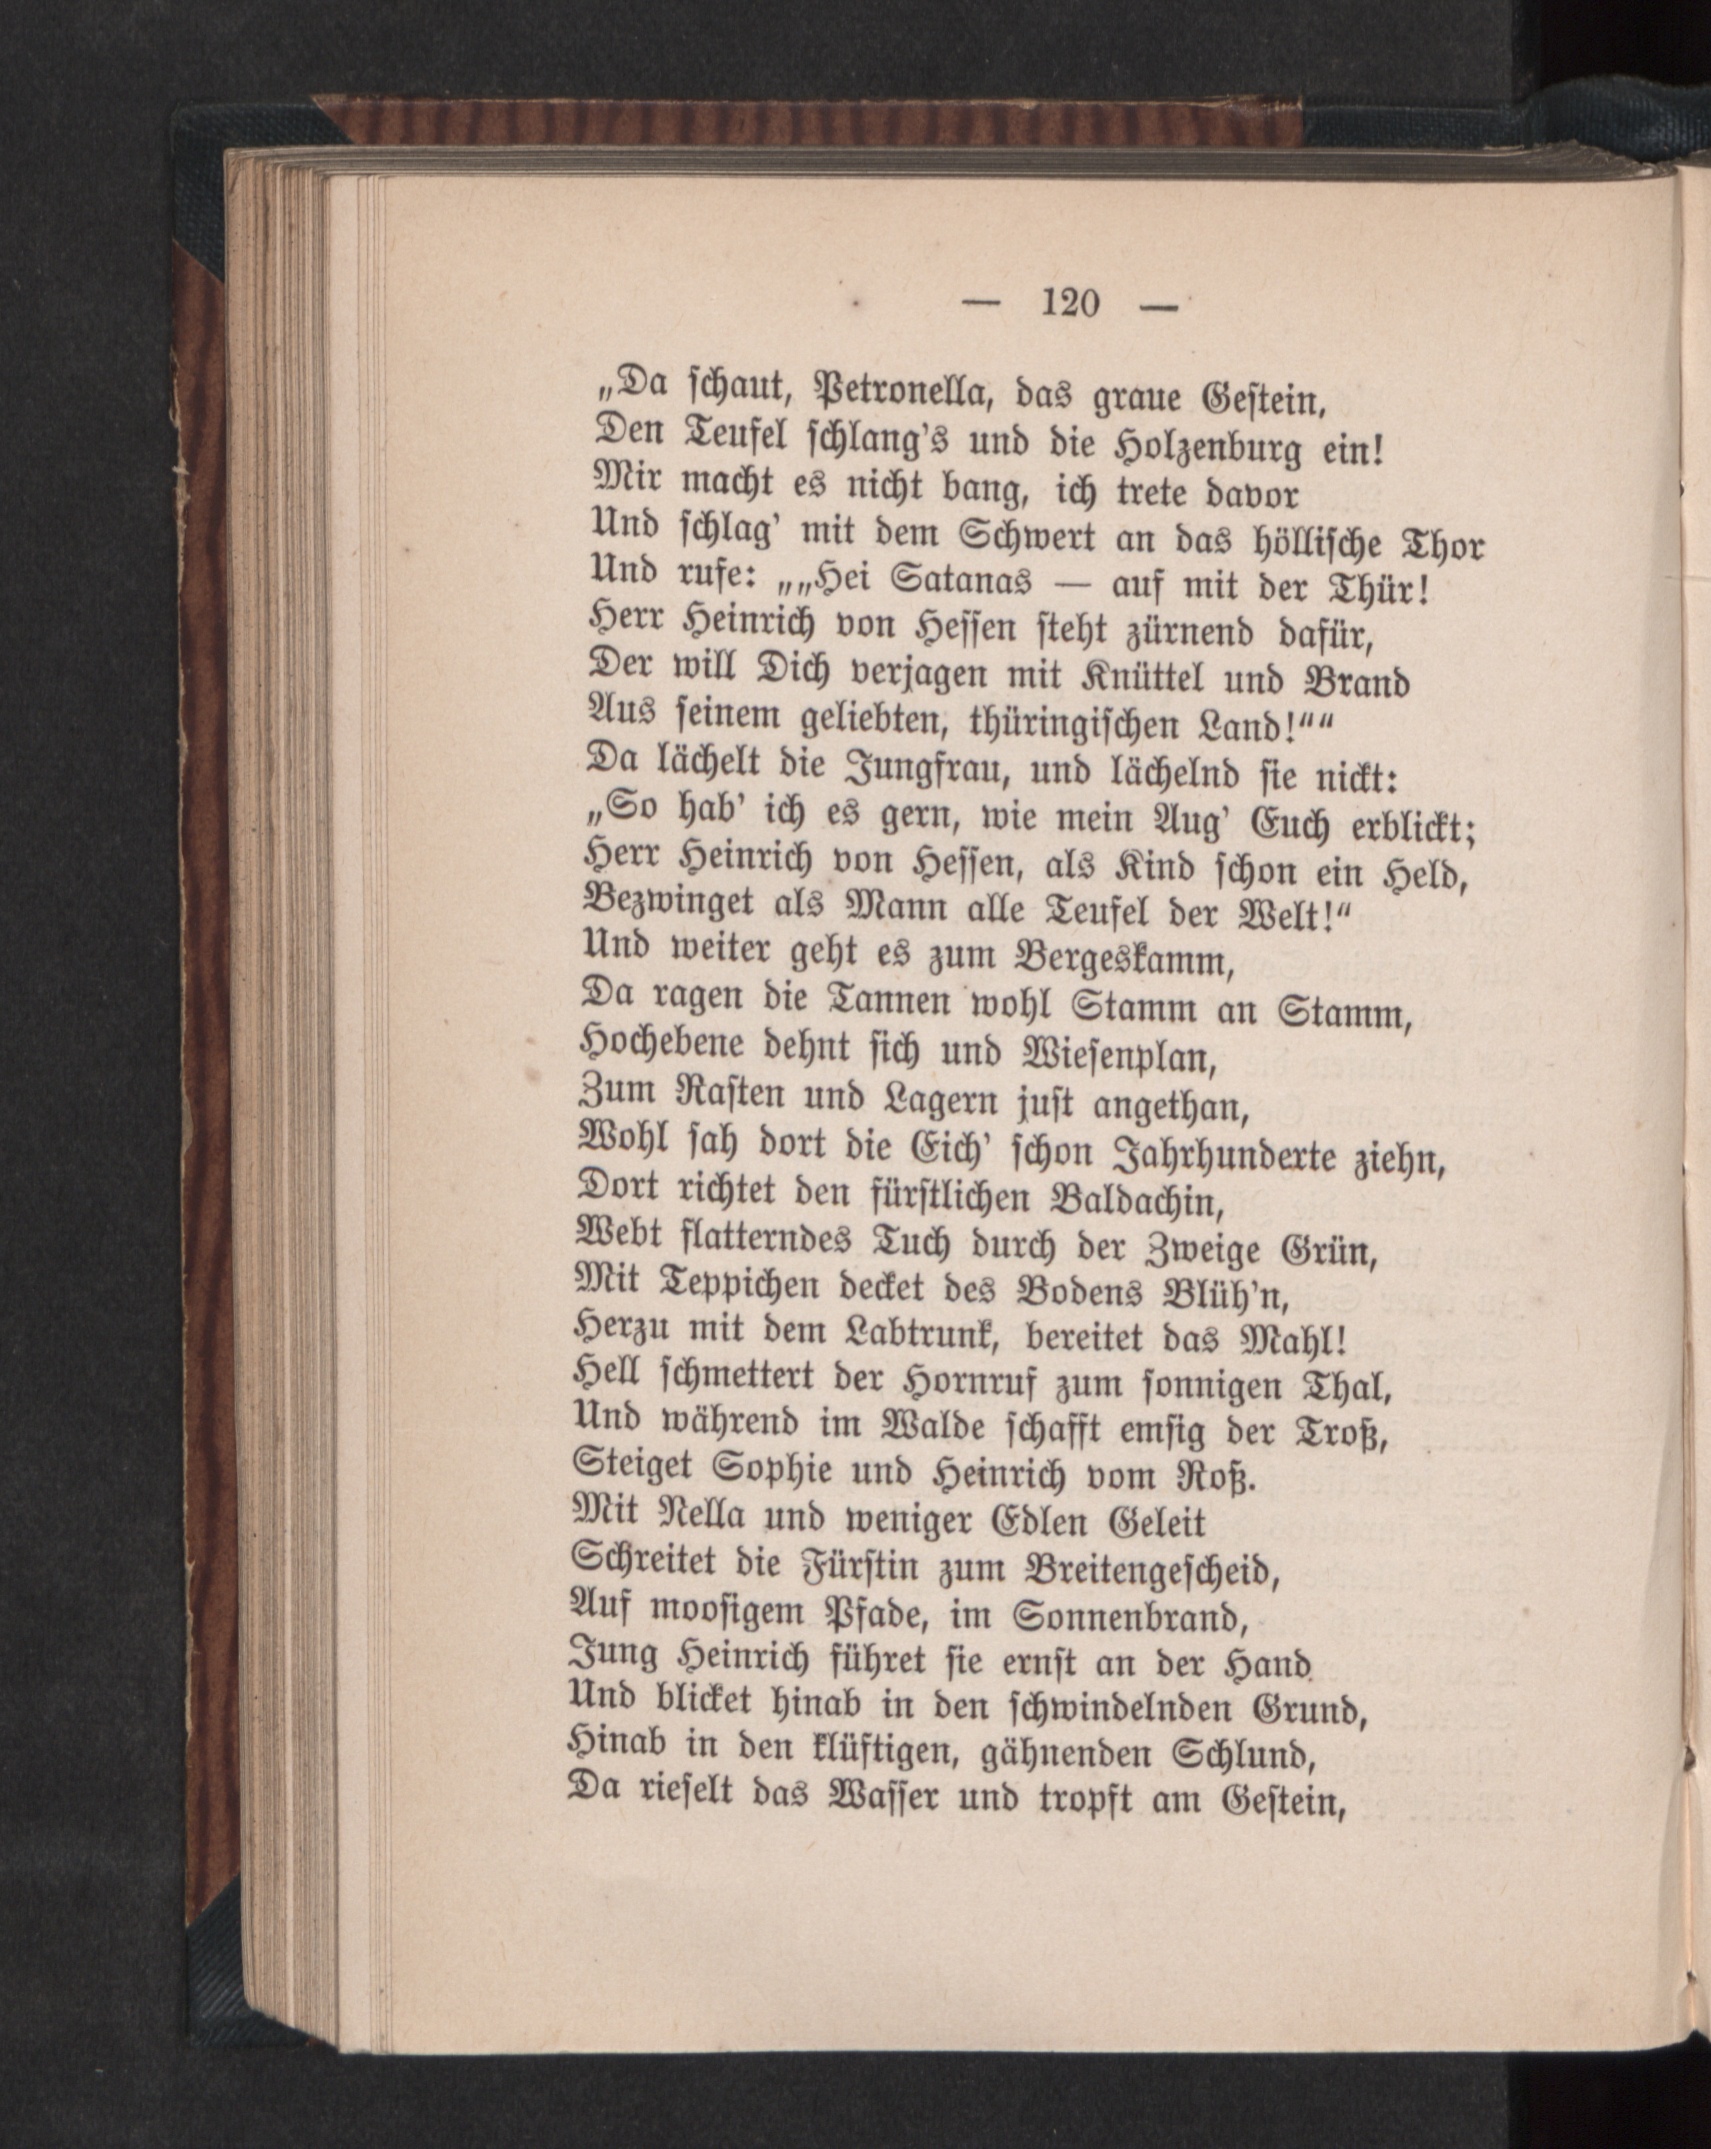 — 120 —
„Da ſchaut, Petronella, das graue Geſtein,
Den Teufel ſchlang's und die Holzenburg ein!
Mir macht es nicht bang, ich trete davor
Und ſchlag' mit dem Schwert an das hölliſche Thor
Und rufe: „„Hei Satanas — auf mit der Thür!
Herr Heinrich von Heſſen ſteht zürnend dafür,
Der will Dich verjagen mit Knüttel und Brand
Aus ſeinem geliebten, thüringiſchen Land!““
Da lächelt die Jungfrau, und lächelnd ſie nickt:
„So hab' ich es gern, wie mein Aug' Euch erblickt;
Herr Heinrich von Heſſen, als Kind ſchon ein Held,
Bezwinget als Mann alle Teufel der Welt!“
Und weiter geht es zum Bergeskamm,
Da ragen die Tannen wohl Stamm an Stamm,
Hochebene dehnt ſich und Wieſenplan,
Zum Raſten und Lagern juſt angethan,
Wohl ſah dort die Eich' ſchon Jahrhunderte ziehn,
Dort richtet den fürſtlichen Baldachin,
Webt flatterndes Tuch durch der Zweige Grün,
Mit Teppichen decket des Bodens Blüh'n,
Herzu mit dem Labtrunk, bereitet das Mahl!
Hell ſchmettert der Hornruf zum ſonnigen Thal,
Und während im Walde ſchafft emſig der Troß,
Steiget Sophie und Heinrich vom Roß.
Mit Nella und weniger Edlen Geleit
Schreitet die Fürſtin zum Breitengeſcheid,
Auf mooſigem Pfade, im Sonnenbrand,
Jung Heinrich führet ſie ernſt an der Hand
Und blicket hinab in den ſchwindelnden Grund,
Hinab in den klüftigen, gähnenden Schlund,
Da rieſelt das Waſſer und tropft am Geſtein,